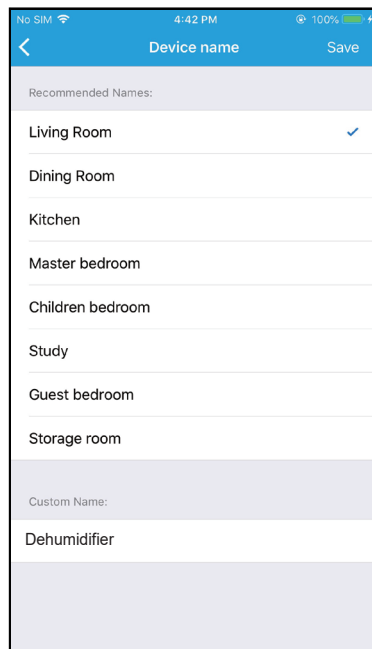 No SIM 4:42 PM 100%
Device name Save
Recommended Names:
Living Room
Dining Room
Kitchen
Master bedroom
Children bedroom
Study
Guest bedroom
Storage room
Custom Name:
Dehumidifier